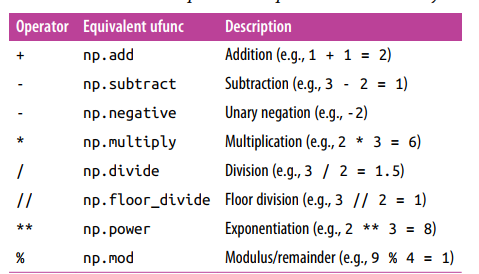 Operator Equivalent ufunc Description
+ np.add Addition (e.g., 1 + 1 = 2)
- np.subtract Subtraction (e.g., 3 - 2 = 1)
- np.negative Unary negation (e.g., -2)
* np.multiply Multiplication (e.g., 2 * 3 = 6)
/ np.divide Division (e.g., 3 / 2 = 1.5)
// np.floor_divide Floor division (e.g., 3 // 2 = 1)
** np.power Exponentiation (e.g., 2 ** 3 = 8)
% np.mod Modulus/remainder (e.g., 9 % 4 = 1)